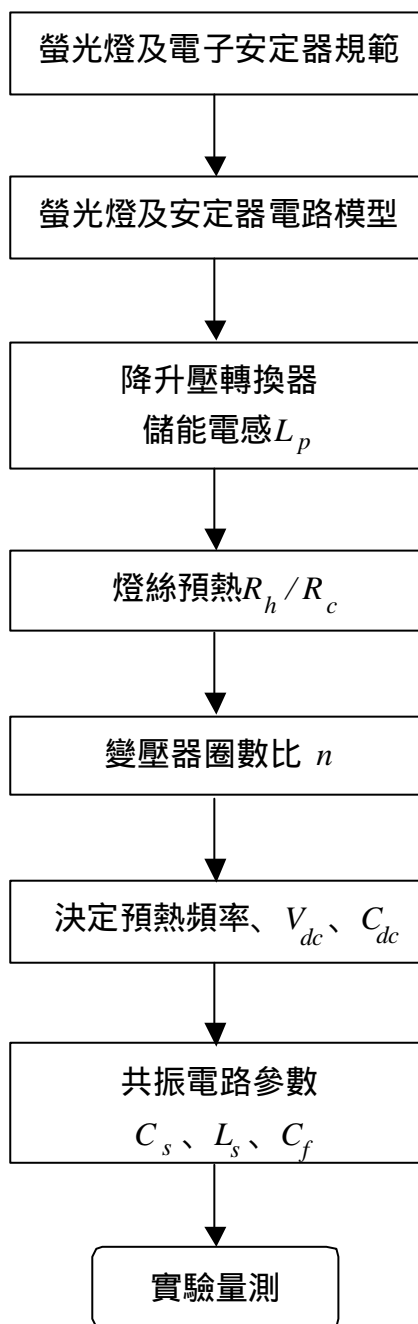 螢光燈及電子安定器規範
螢光燈及安定器電路模型
降升壓轉換器
儲能電感L_p
燈絲預熱R_h / R_c
變壓器圈數比 n
決定預熱頻率、V_dc、C_dc
共振電路參數
C_s、L_s、C_f
實驗量測